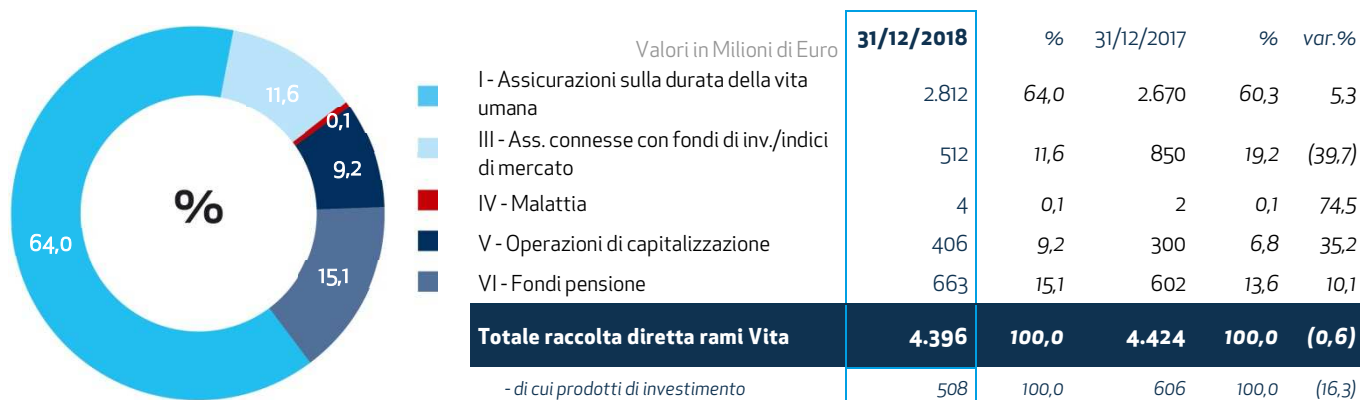 11,6
0,1
9,2
%
64,0
15,1
Valori in Milioni di Euro 31/12/2018 % 31/12/2017 % var.%
I - Assicurazioni sulla durata della vita
umana 2.812 64,0 2.670 60,3 5,3
III - Ass. connesse con fondi di inv./indici
di mercato 512 11,6 850 19,2 (39,7)
IV - Malattia 4 0,1 2 0,1 74,5
V - Operazioni di capitalizzazione 406 9,2 300 6,8 35,2
VI - Fondi pensione 663 15,1 602 13,6 10,1
Totale raccolta diretta rami Vita 4.396 100,0 4.424 100,0 (0,6)
- di cui prodotti di investimento 508 100,0 606 100,0 (16,3)